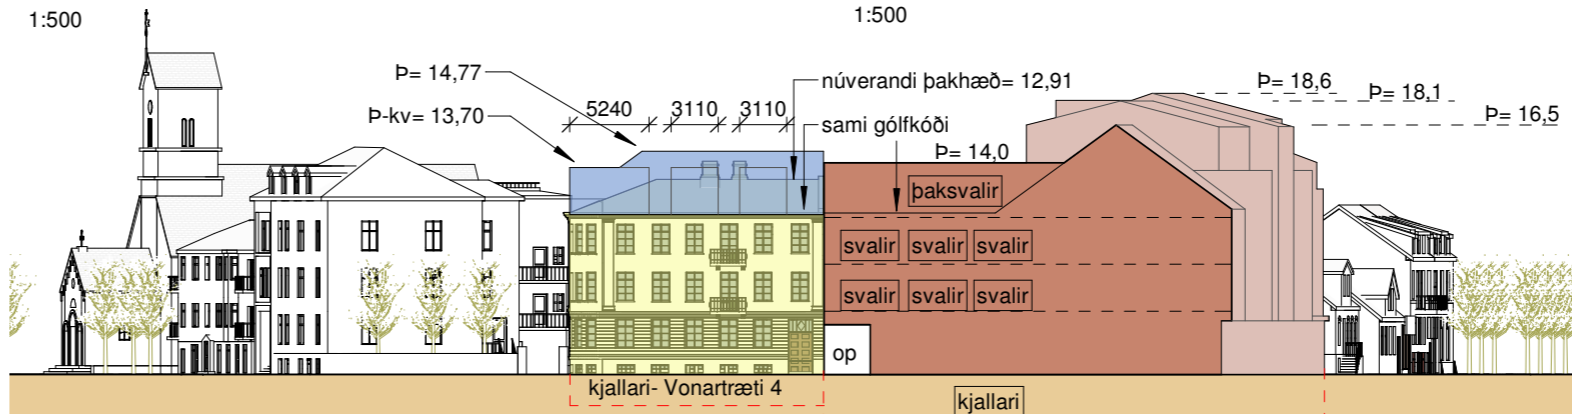 1:500
1:500
Þ= 14,77
Þ-kv= 13,70
5240
3110
3110
núverandi þakhæð= 12,91
sami gólfkóði
Þ= 14,0
Þ= 18,6
Þ= 18,1
Þ= 16,5
þaksvalir
svalir
svalir
svalir
svalir
svalir
svalir
op
kjallari- Vonartræti 4
kjallari